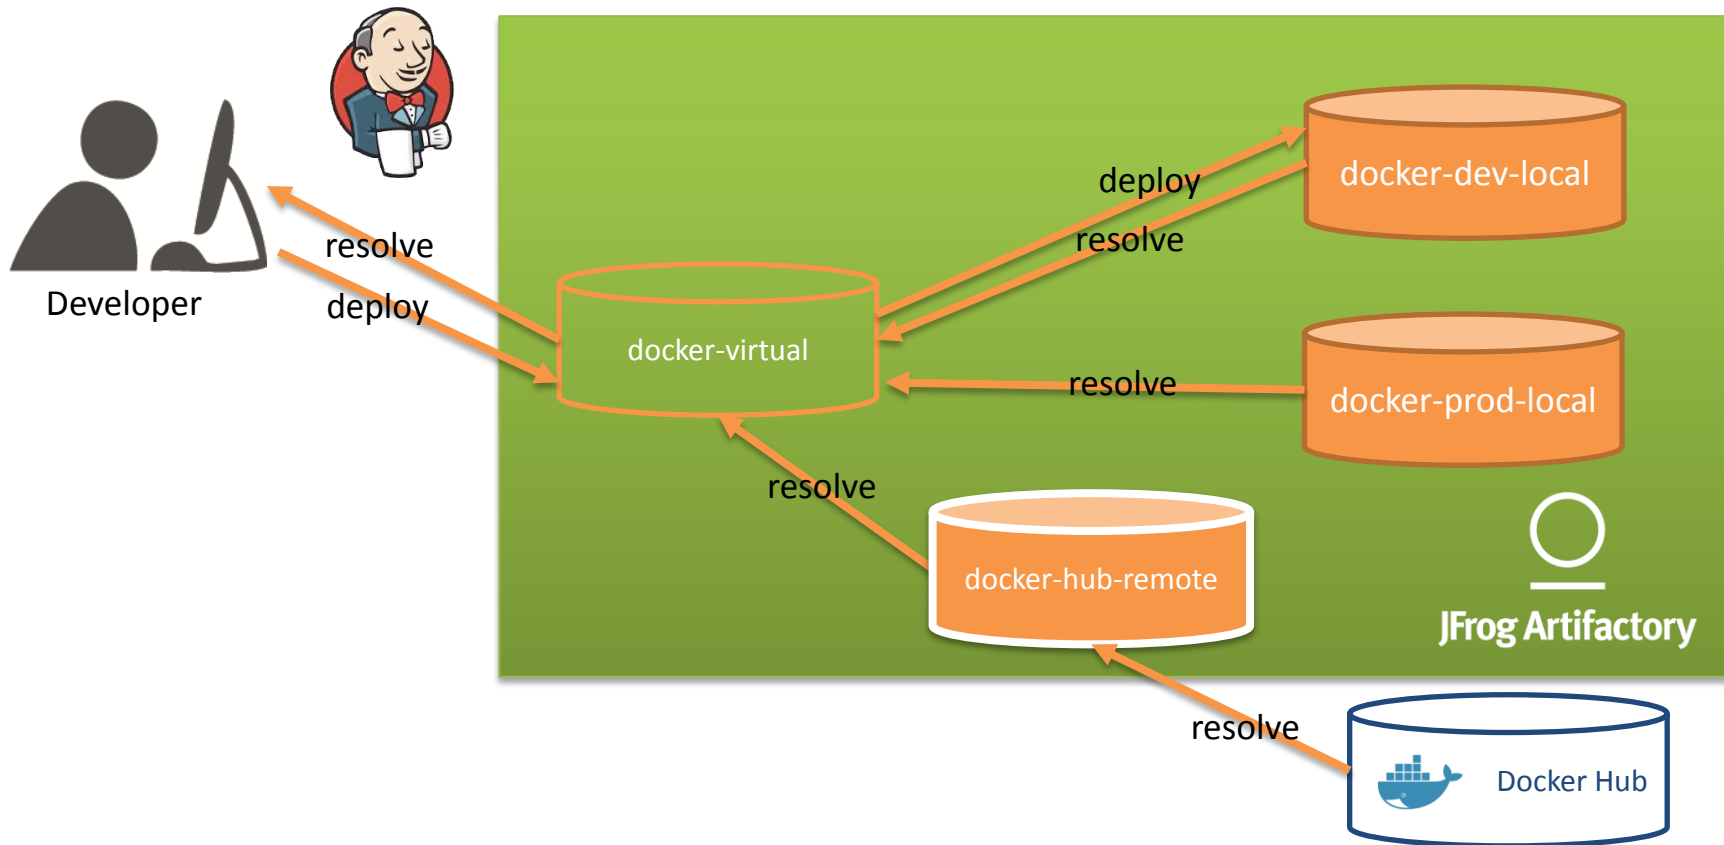 deploy
docker-dev-local
resolve
resolve
Developer
deploy
docker-virtual
resolve
docker-prod-local
resolve
docker-hub-remote
JFrog Artifactory
resolve
Docker Hub